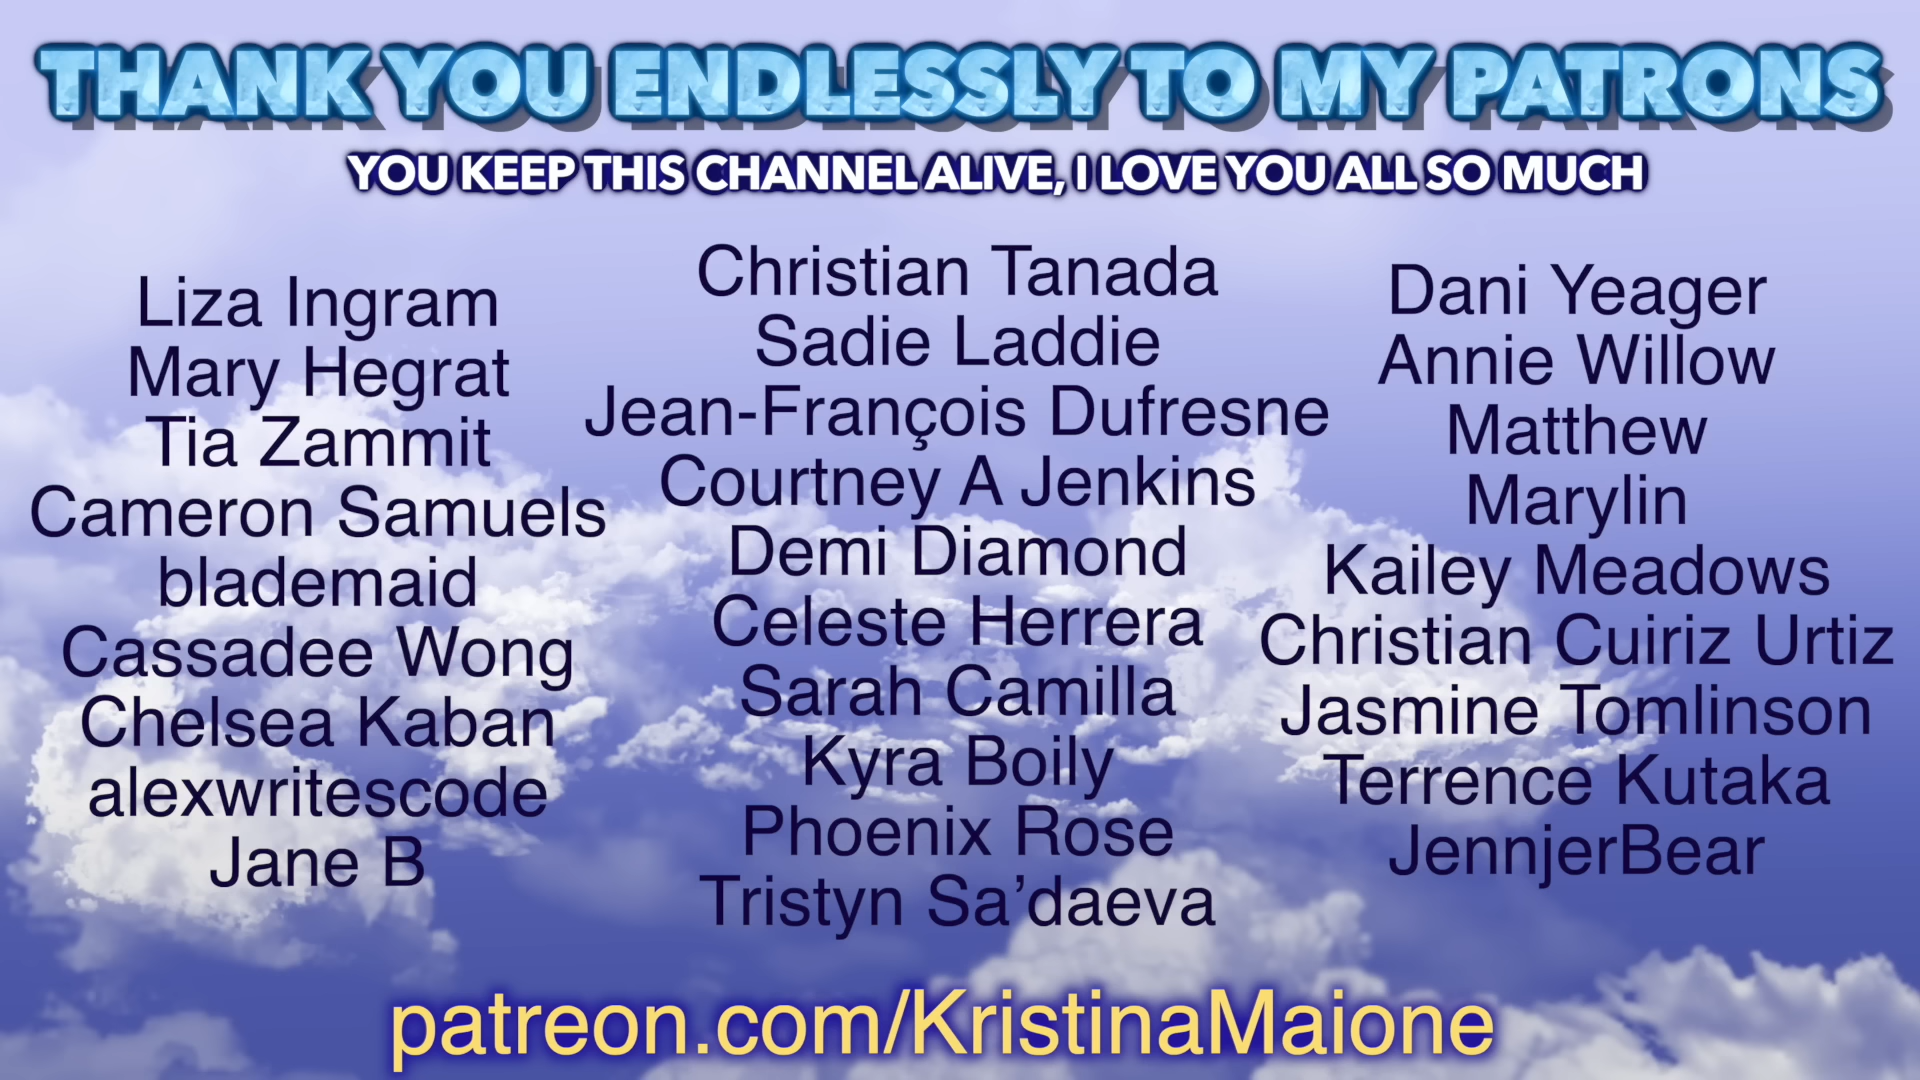 THANK YOU ENDLESSLY TO MY PATRONS
YOU KEEP THIS CHANNEL ALIVE, I LOVE YOU ALL SO MUCH
Liza Ingram
Mary Hegrat
Tia Zammit
Cameron Samuels
blademaid
Cassadee Wong
Chelsea Kaban
alexwritescode
Jane B
Christian Tanada
Sadie Laddie
Jean-François Dufresne
Courtney A Jenkins
Demi Diamond
Celeste Herrera
Sarah Camilla
Kyra Boily
Phoenix Rose
Tristyn Sa’daeva
Dani Yeager
Annie Willow
Matthew
Marylin
Kailey Meadows
Christian Cuiriz Urtiz
Jasmine Tomlinson
Terrence Kutaka
JennjerBear
patreon.com/KristinaMaione